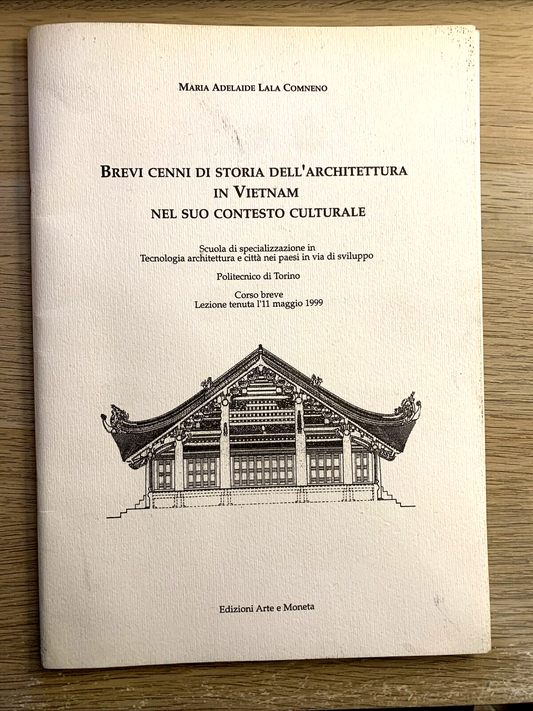 Maria Adelaide Lala Comneno
Brevi cenni di storia dell'architettura
in Vietnam
nel suo contesto culturale
Scuola di specializzazione in
Tecnologia architettura e città nei paesi in via di sviluppo
Politecnico di Torino
Corso breve
Lezione tenuta l'11 maggio 1999
Edizioni Arte e Moneta